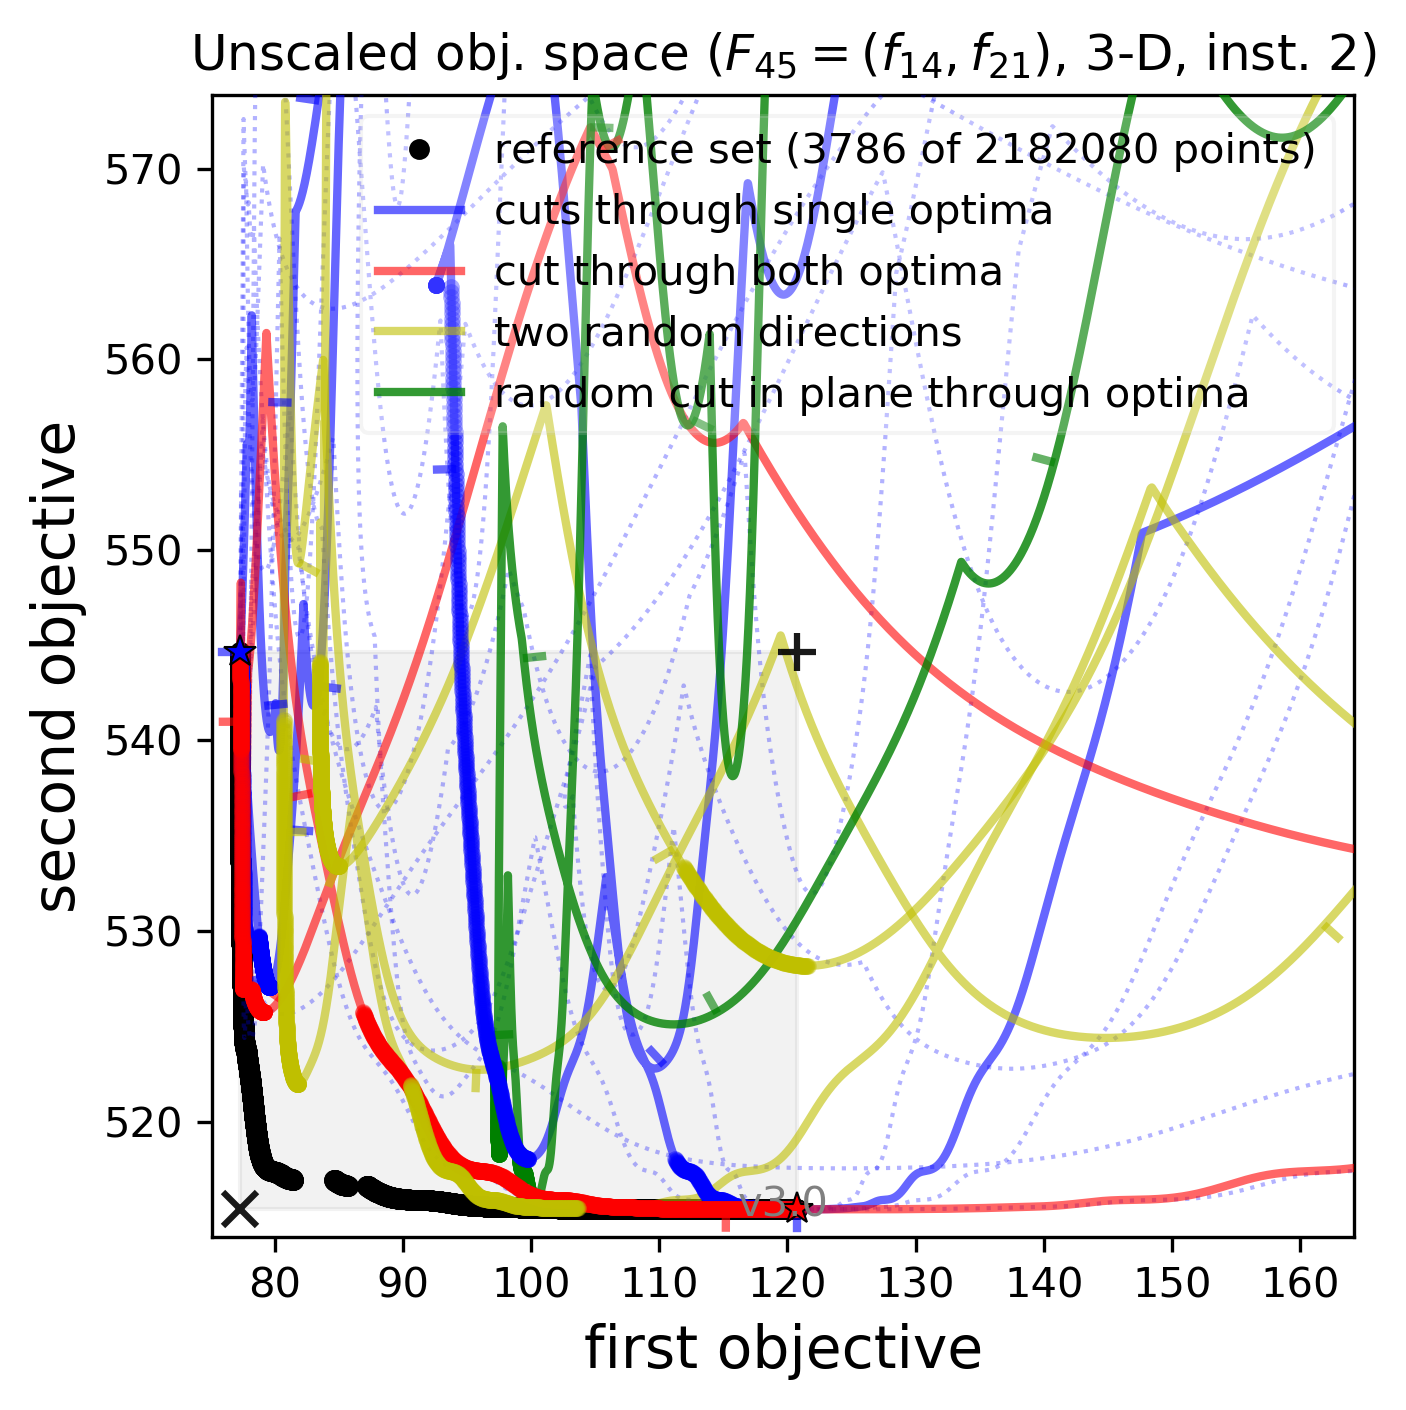 Unscaled obj. space (F₄₅ = (f₁₄, f₂₁), 3-D, inst. 2)
reference set (3786 of 2182080 points)
cuts through single optima
cut through both optima
two random directions
random cut in plane through optima
second objective
570
560
550
540
530
520
v3.0
80 90 100 110 120 130 140 150 160
first objective